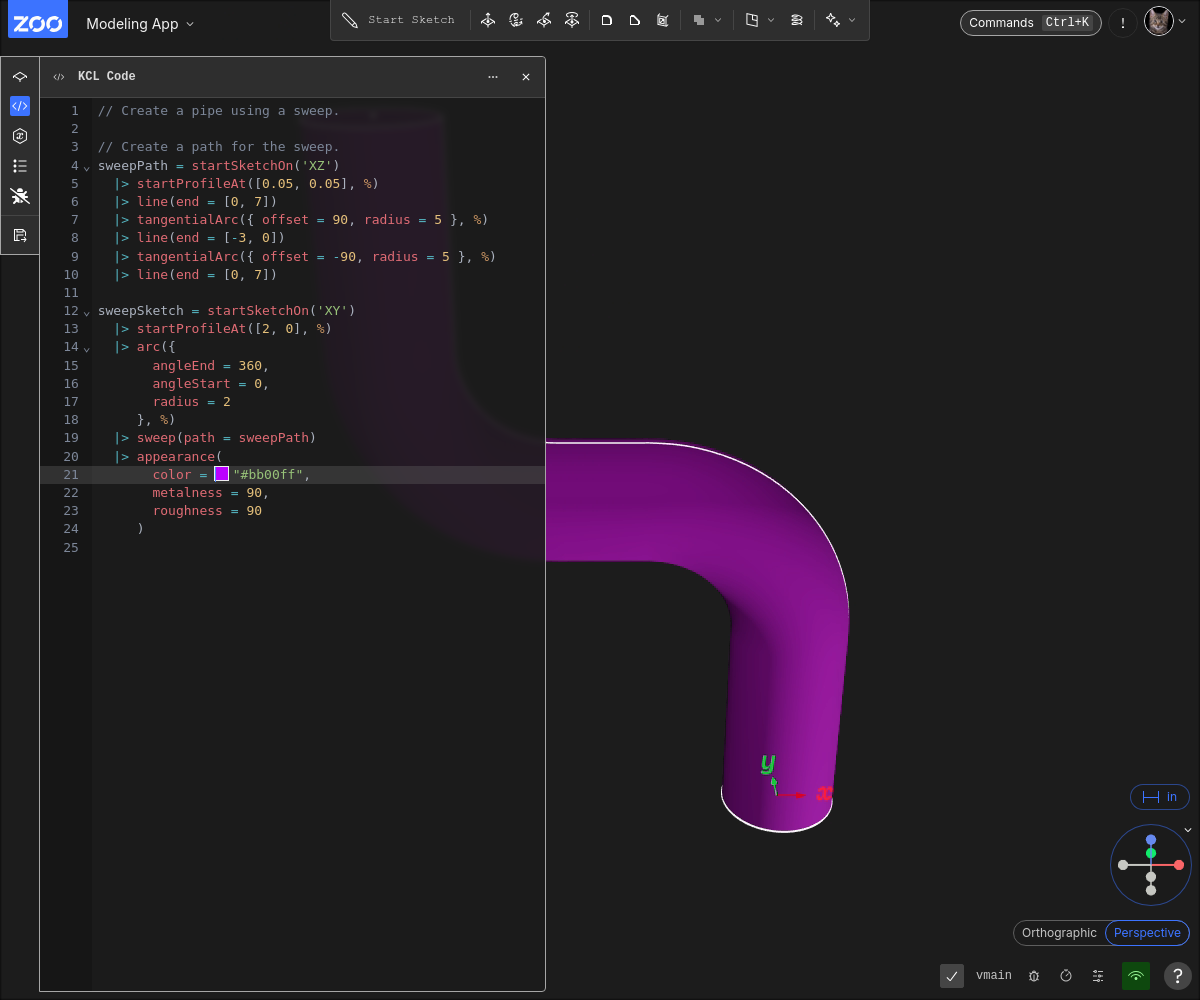 ZOO Modeling App Start Sketch Commands Ctrl+K !
KCL Code
1 // Create a pipe using a sweep.
2
3 // Create a path for the sweep.
4 sweepPath = startSketchOn('XZ')
5   |> startProfileAt([0.05, 0.05], %)
6   |> line(end = [0, 7])
7   |> tangentialArc({ offset = 90, radius = 5 }, %)
8   |> line(end = [-3, 0])
9   |> tangentialArc({ offset = -90, radius = 5 }, %)
10   |> line(end = [0, 7])
11
12 sweepSketch = startSketchOn('XY')
13   |> startProfileAt([2, 0], %)
14   |> arc({
15        angleEnd = 360,
16        angleStart = 0,
17        radius = 2
18      }, %)
19   |> sweep(path = sweepPath)
20   |> appearance(
21        color = "#bb00ff",
22        metalness = 90,
23        roughness = 90
24      )
25
y
x
in
Orthographic Perspective
vmain ?